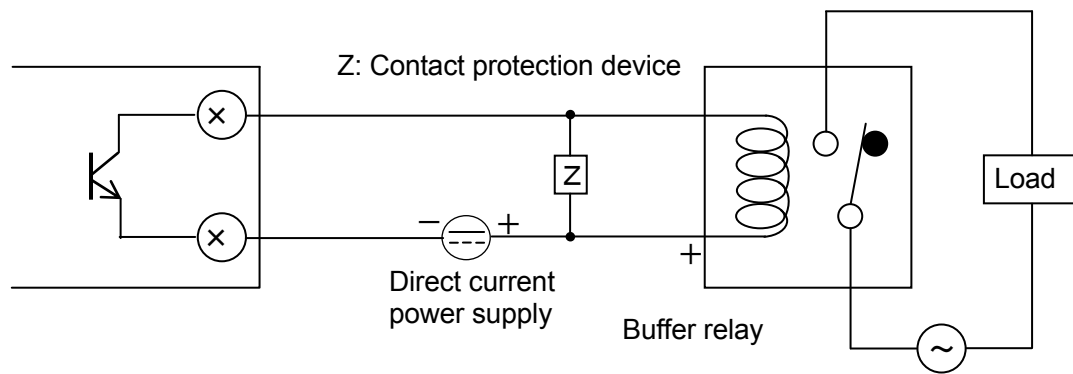 Z: Contact protection device
Z
Load
− +
+
Direct current
power supply
Buffer relay
~